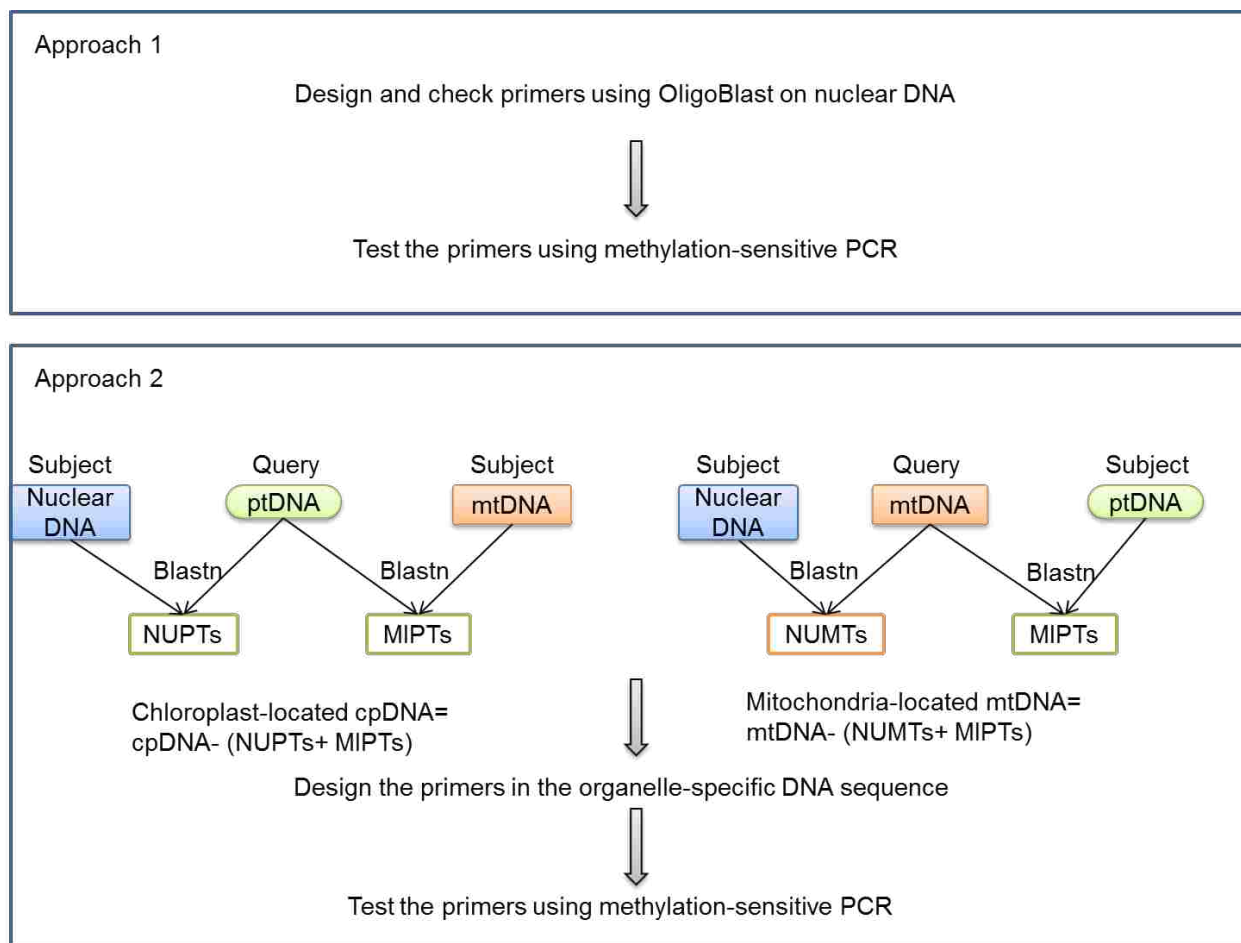 Approach 1
Design and check primers using OligoBlast on nuclear DNA
Test the primers using methylation-sensitive PCR
Approach 2
Subject
Query
Subject
Subject
Query
Subject
Nuclear
DNA
ptDNA
mtDNA
Nuclear
DNA
mtDNA
ptDNA
Blastn
Blastn
Blastn
Blastn
NUPTs
MIPTs
NUMTs
MIPTs
Chloroplast-located cpDNA=
cpDNA- (NUPTs+ MIPTs)
Mitochondria-located mtDNA=
mtDNA- (NUMTs+ MIPTs)
Design the primers in the organelle-specific DNA sequence
Test the primers using methylation-sensitive PCR